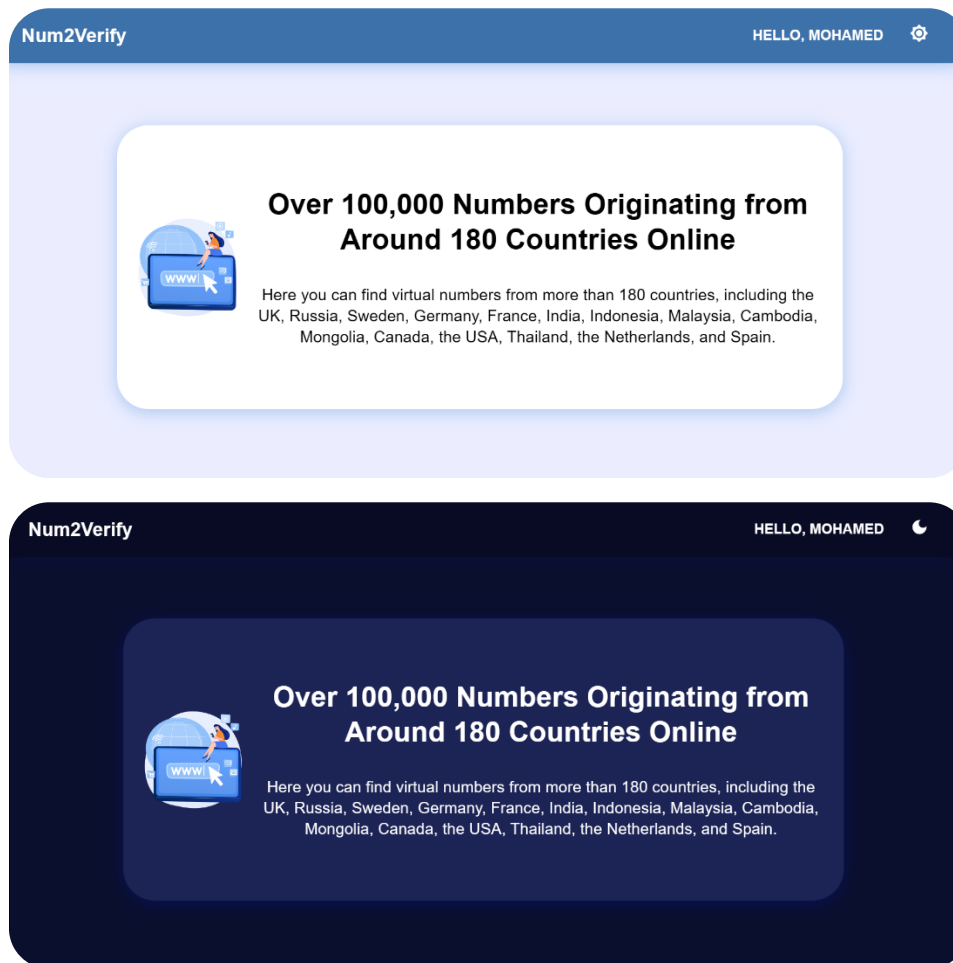 Num2Verify
HELLO, MOHAMED
Over 100,000 Numbers Originating from
Around 180 Countries Online
WWW
Here you can find virtual numbers from more than 180 countries, including the
UK, Russia, Sweden, Germany, France, India, Indonesia, Malaysia, Cambodia,
Mongolia, Canada, the USA, Thailand, the Netherlands, and Spain.
Num2Verify
HELLO, MOHAMED
Over 100,000 Numbers Originating from
Around 180 Countries Online
WWW
Here you can find virtual numbers from more than 180 countries, including the
UK, Russia, Sweden, Germany, France, India, Indonesia, Malaysia, Cambodia,
Mongolia, Canada, the USA, Thailand, the Netherlands, and Spain.